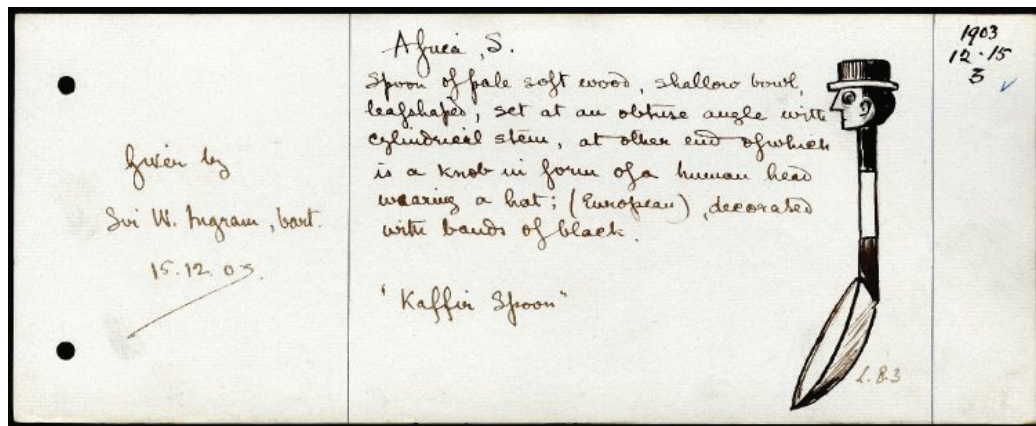 Given by
Sir W. Ingram, bart.
15.12.03.
Africa, S.
Spoon of pale soft wood, shallow bowl,
leafshaped, set at an obtuse angle with
cylindrical stem, at other end of which
is a knob in form of a human head
wearing a hat; (European), decorated
with bands of black.
"Kaffir Spoon"
L. 8.3
1903
12·15
3